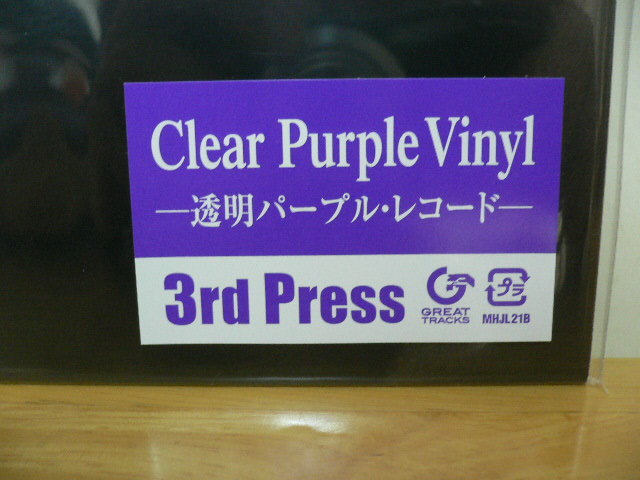 Clear Purple Vinyl
—透明パープル・レコード—
3rd Press
GREAT
TRACKS
プラ
MHJL21B